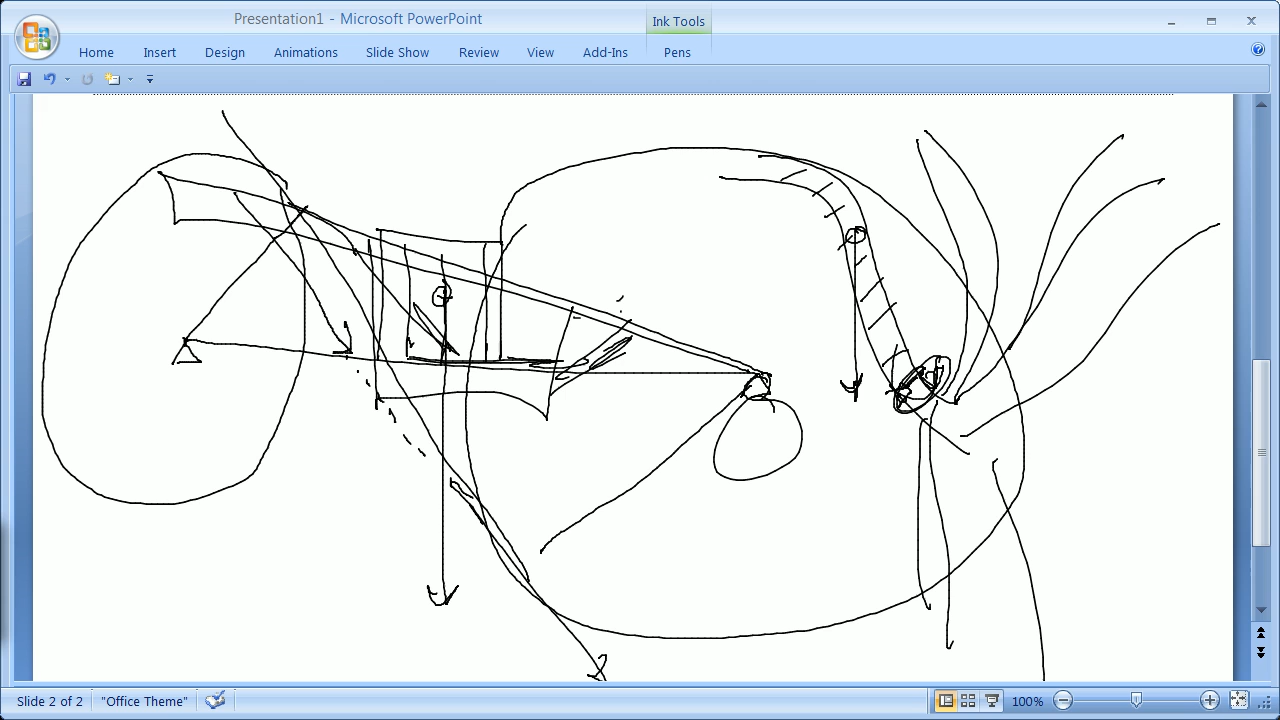 Presentation1 - Microsoft PowerPoint
Ink Tools
Home Insert Design Animations Slide Show Review View Add-Ins Pens
Slide 2 of 2 "Office Theme" 100%